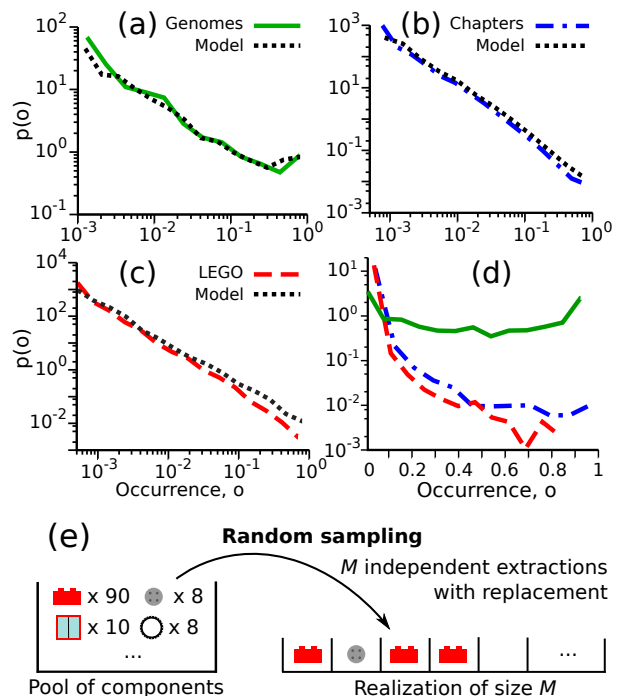 (a)
Genomes
Model
p(o)
10^2
10^1
10^0
10^-1
10^-3
10^-2
10^-1
10^0
(b)
Chapters
Model
10^3
10^1
10^-1
10^-3
10^-3
10^-2
10^-1
10^0
(c)
LEGO
Model
p(o)
10^4
10^2
10^0
10^-2
10^-3
10^-2
10^-1
10^0
Occurrence, o
(d)
10^1
10^0
10^-1
10^-2
10^-3
0 0.2 0.4 0.6 0.8 1
Occurrence, o
(e)
Random sampling
M independent extractions
with replacement
x 90 x 8
x 10 x 8
...
...
Pool of components
Realization of size M